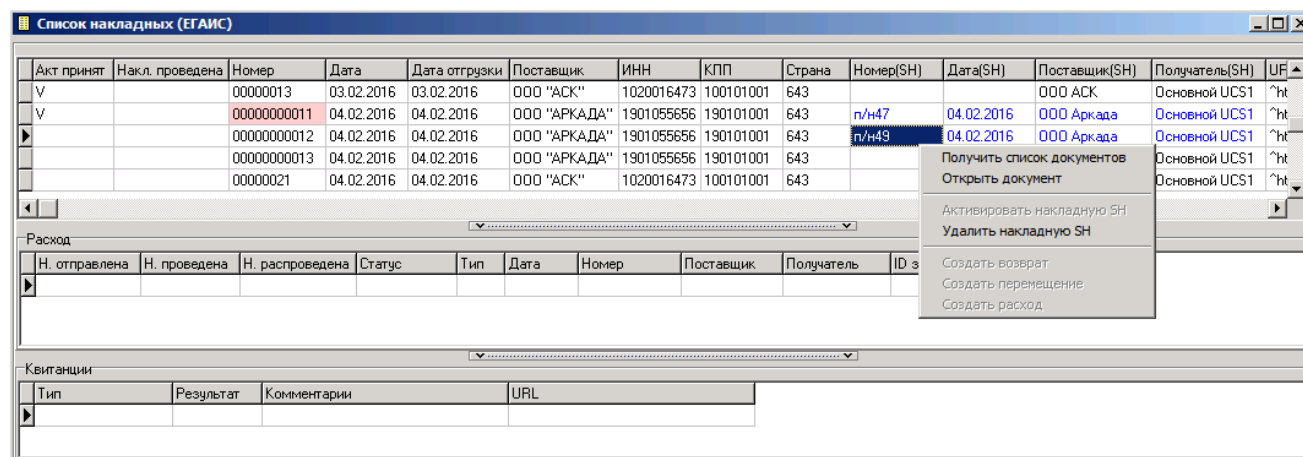 Список накладных (ЕГАИС)
Акт принят Накл. проведена Номер Дата Дата отгрузки Поставщик ИНН КПП Страна Номер(SH) Дата(SH) Поставщик(SH) Получатель(SH)
V 00000013 03.02.2016 03.02.2016 ООО "АСК" 1020016473 100101001 643 ООО АСК Основной UCS1 ^ht
V 00000000011 04.02.2016 04.02.2016 ООО "АРКАДА" 1901055656 190101001 643 п/н47 04.02.2016 ООО Аркада Основной UCS1 ^ht
00000000012 04.02.2016 04.02.2016 ООО "АРКАДА" 1901055656 190101001 643 п/н49 04.02.2016 ООО Аркада Основной UCS1 ^ht
00000000013 04.02.2016 04.02.2016 ООО "АРКАДА" 1901055656 190101001 643 Основной UCS1 ^ht
00000021 04.02.2016 04.02.2016 ООО "АСК" 1020016473 100101001 643 Основной UCS1 ^ht
Получить список документов
Открыть документ
Активировать накладную SH
Удалить накладную SH
Создать возврат
Создать перемещение
Создать расход
Расход
Н. отправлена Н. проведена Н. распроведена Статус Тип Дата Номер Поставщик Получатель ID з
Квитанции
Тип Результат Комментарии URL